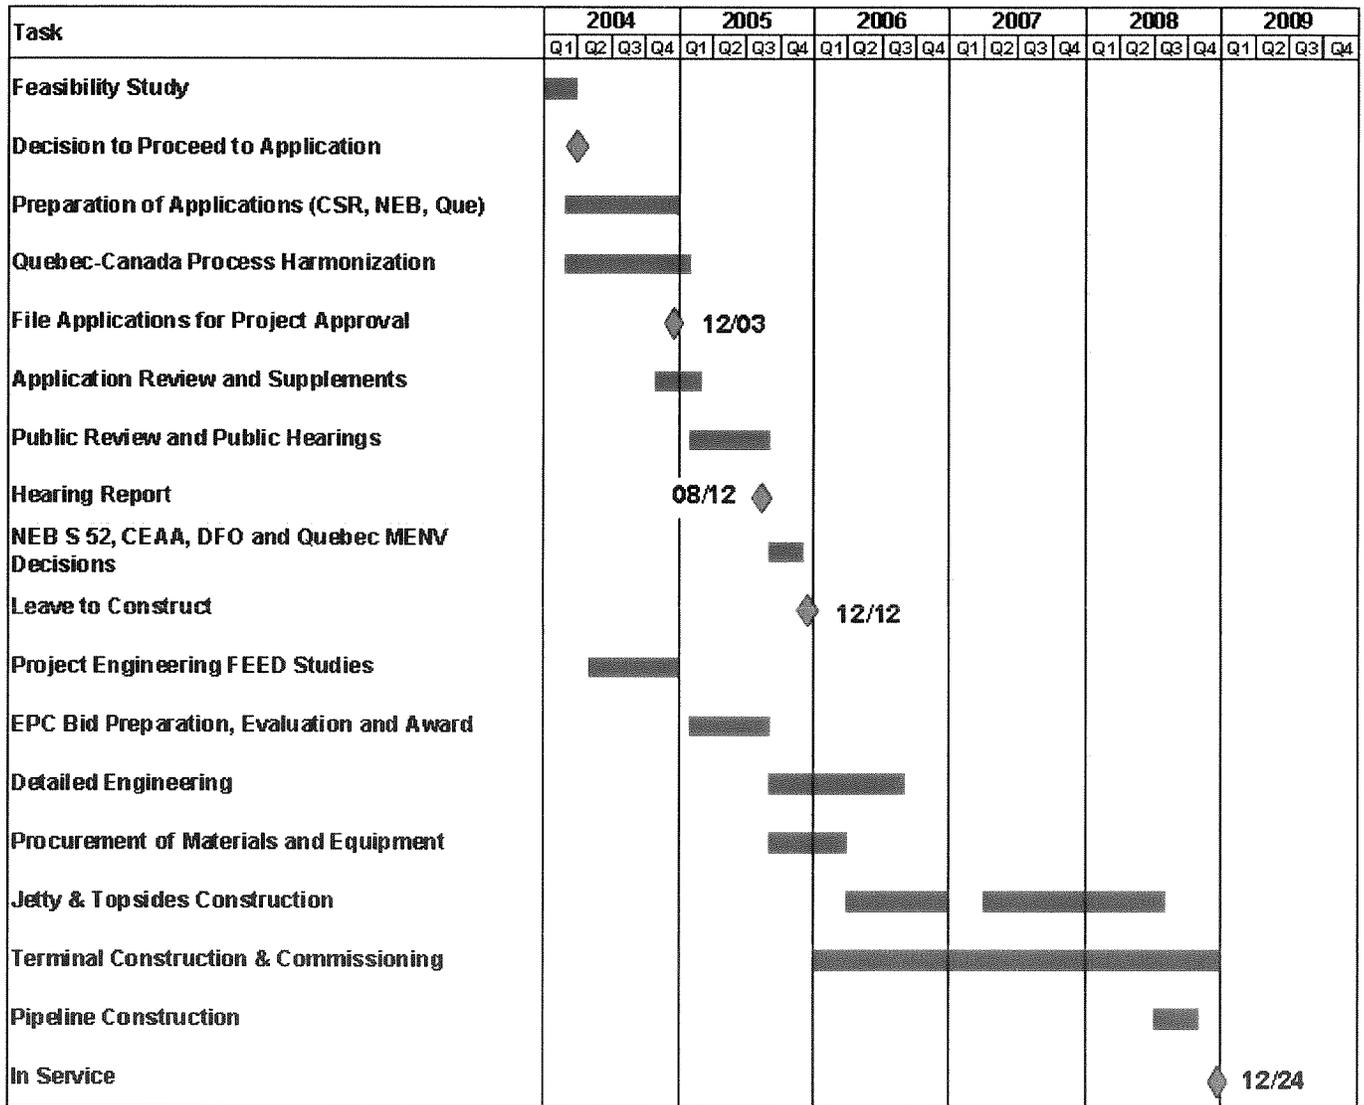 Task
2004 2005 2006 2007 2008 2009
Q1 Q2 Q3 Q4 Q1 Q2 Q3 Q4 Q1 Q2 Q3 Q4 Q1 Q2 Q3 Q4 Q1 Q2 Q3 Q4 Q1 Q2 Q3 Q4
Feasibility Study
Decision to Proceed to Application
Preparation of Applications (CSR, NEB, Que)
Quebec-Canada Process Harmonization
File Applications for Project Approval 12/03
Application Review and Supplements
Public Review and Public Hearings
Hearing Report 08/12
NEB S 52, CEAA, DFO and Quebec MENV
Decisions
Leave to Construct 12/12
Project Engineering FEED Studies
EPC Bid Preparation, Evaluation and Award
Detailed Engineering
Procurement of Materials and Equipment
Jetty & Topsides Construction
Terminal Construction & Commissioning
Pipeline Construction
In Service 12/24